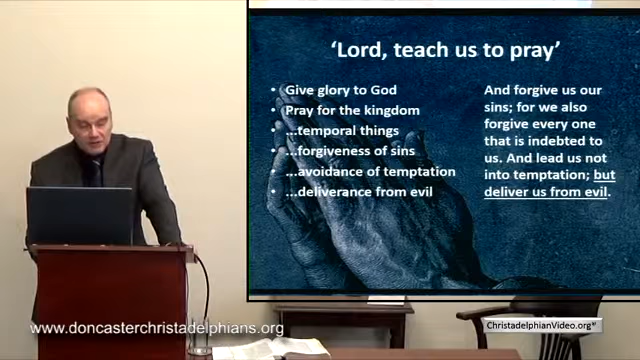 'Lord, teach us to pray'
• Give glory to God
• Pray for the kingdom
• ...temporal things
• ...forgiveness of sins
• ...avoidance of temptation
• ...deliverance from evil
And forgive us our
sins; for we also
forgive every one
that is indebted to
us. And lead us not
into temptation; but
deliver us from evil.
www.doncasterchristadelphians.org
ChristadelphianVideo.org